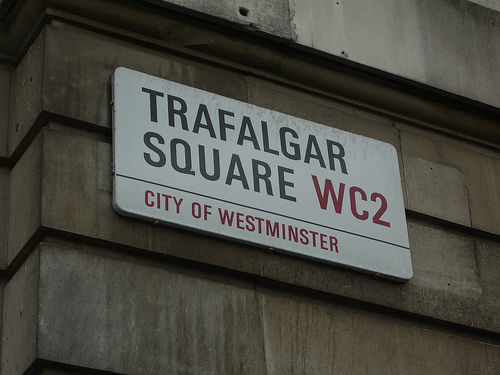 TRAFALGAR
SQUARE WC2
CITY OF WESTMINSTER